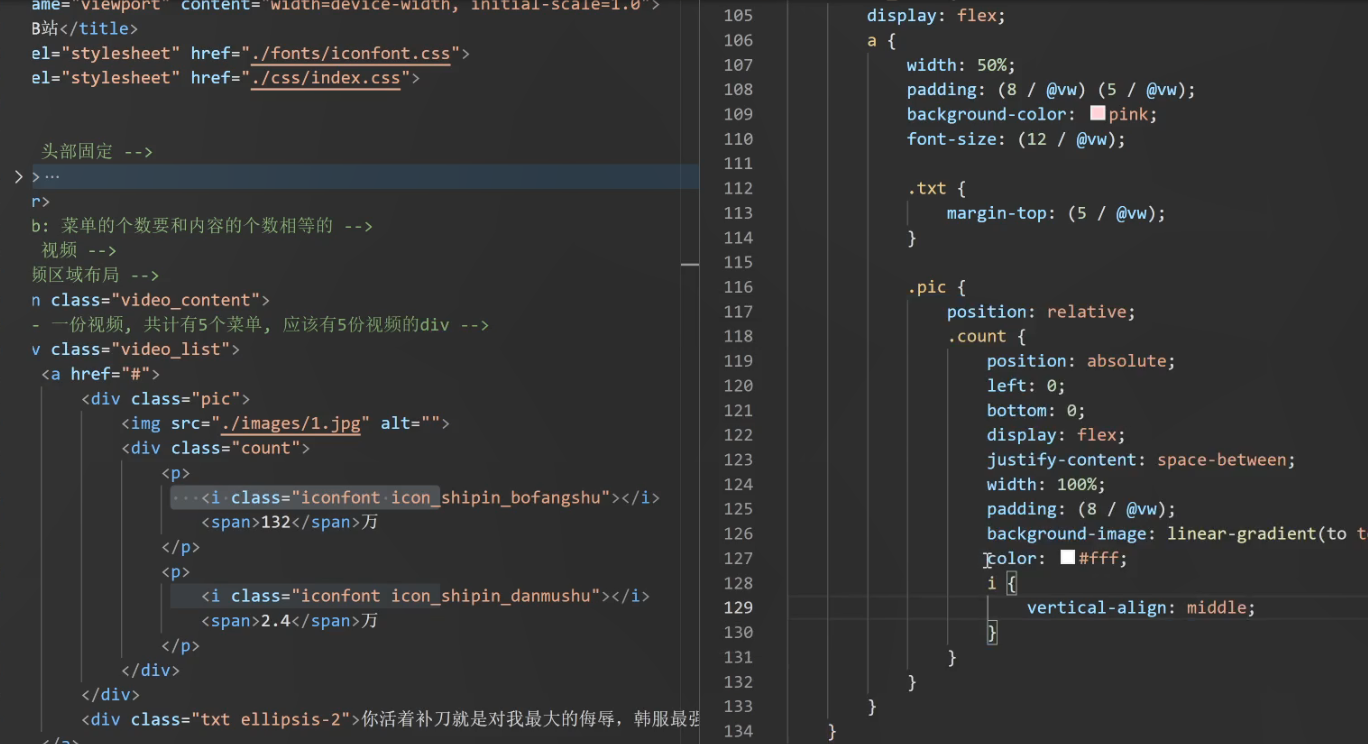 ame="viewport" content="width=device-width, initial-scale=1.0">
B站</title>
el="stylesheet" href="./fonts/iconfont.css">
el="stylesheet" href="./css/index.css">
头部固定 -->
> ···
r>
b: 菜单的个数要和内容的个数相等的 -->
视频 -->
频区域布局 -->
n class="video_content">
- 一份视频, 共计有5个菜单, 应该有5份视频的div -->
v class="video_list">
<a href="#">
<div class="pic">
<img src="./images/1.jpg" alt="">
<div class="count">
<p>
<i class="iconfont icon_shipin_bofangshu"></i>
<span>132</span>万
</p>
<p>
<i class="iconfont icon_shipin_danmushu"></i>
<span>2.4</span>万
</p>
</div>
</div>
<div class="txt ellipsis-2">你活着补刀就是对我最大的侮辱，韩服最强
</a>
105 display: flex;
106 a {
107 width: 50%;
108 padding: (8 / @vw) (5 / @vw);
109 background-color: pink;
110 font-size: (12 / @vw);
111
112 .txt {
113 margin-top: (5 / @vw);
114 }
115
116 .pic {
117 position: relative;
118 .count {
119 position: absolute;
120 left: 0;
121 bottom: 0;
122 display: flex;
123 justify-content: space-between;
124 width: 100%;
125 padding: (8 / @vw);
126 background-image: linear-gradient(to t
127 color: #fff;
128 i {
129 vertical-align: middle;
130 }
131 }
132 }
133 }
134 }